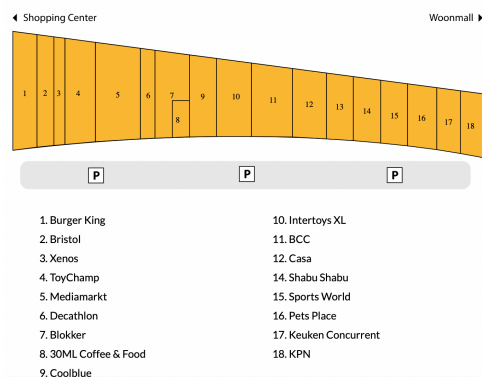 Shopping Center
Woonmall
1 2 3 4 5 6 7 8 9 10 11 12 13 14 15 16 17 18
P P P
1. Burger King
2. Bristol
3. Xenos
4. ToyChamp
5. Mediamarkt
6. Decathlon
7. Blokker
8. 30ML Coffee & Food
9. Coolblue
10. Intertoys XL
11. BCC
12. Casa
14. Shabu Shabu
15. Sports World
16. Pets Place
17. Keuken Concurrent
18. KPN